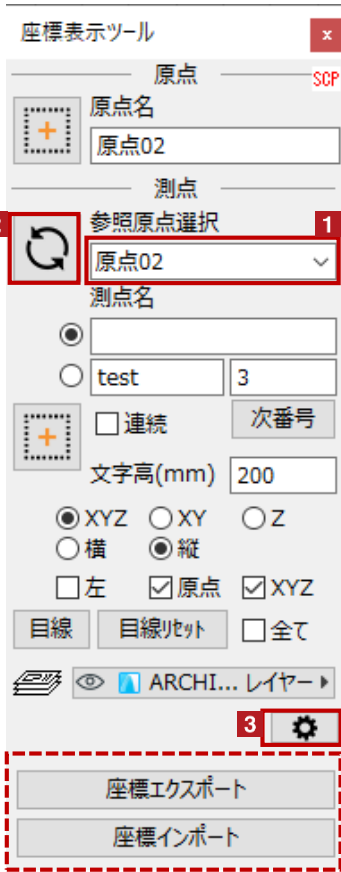 座標表示ツール x
原点
SCP
原点名
原点02
測点
参照原点選択 1
原点02
測点名
test 3
連続 次番号
文字高(mm) 200
XYZ XY Z
横 縦
左 原点 XYZ
目線 目線リセット 全て
ARCHI... レイヤー
3
座標エクスポート
座標インポート